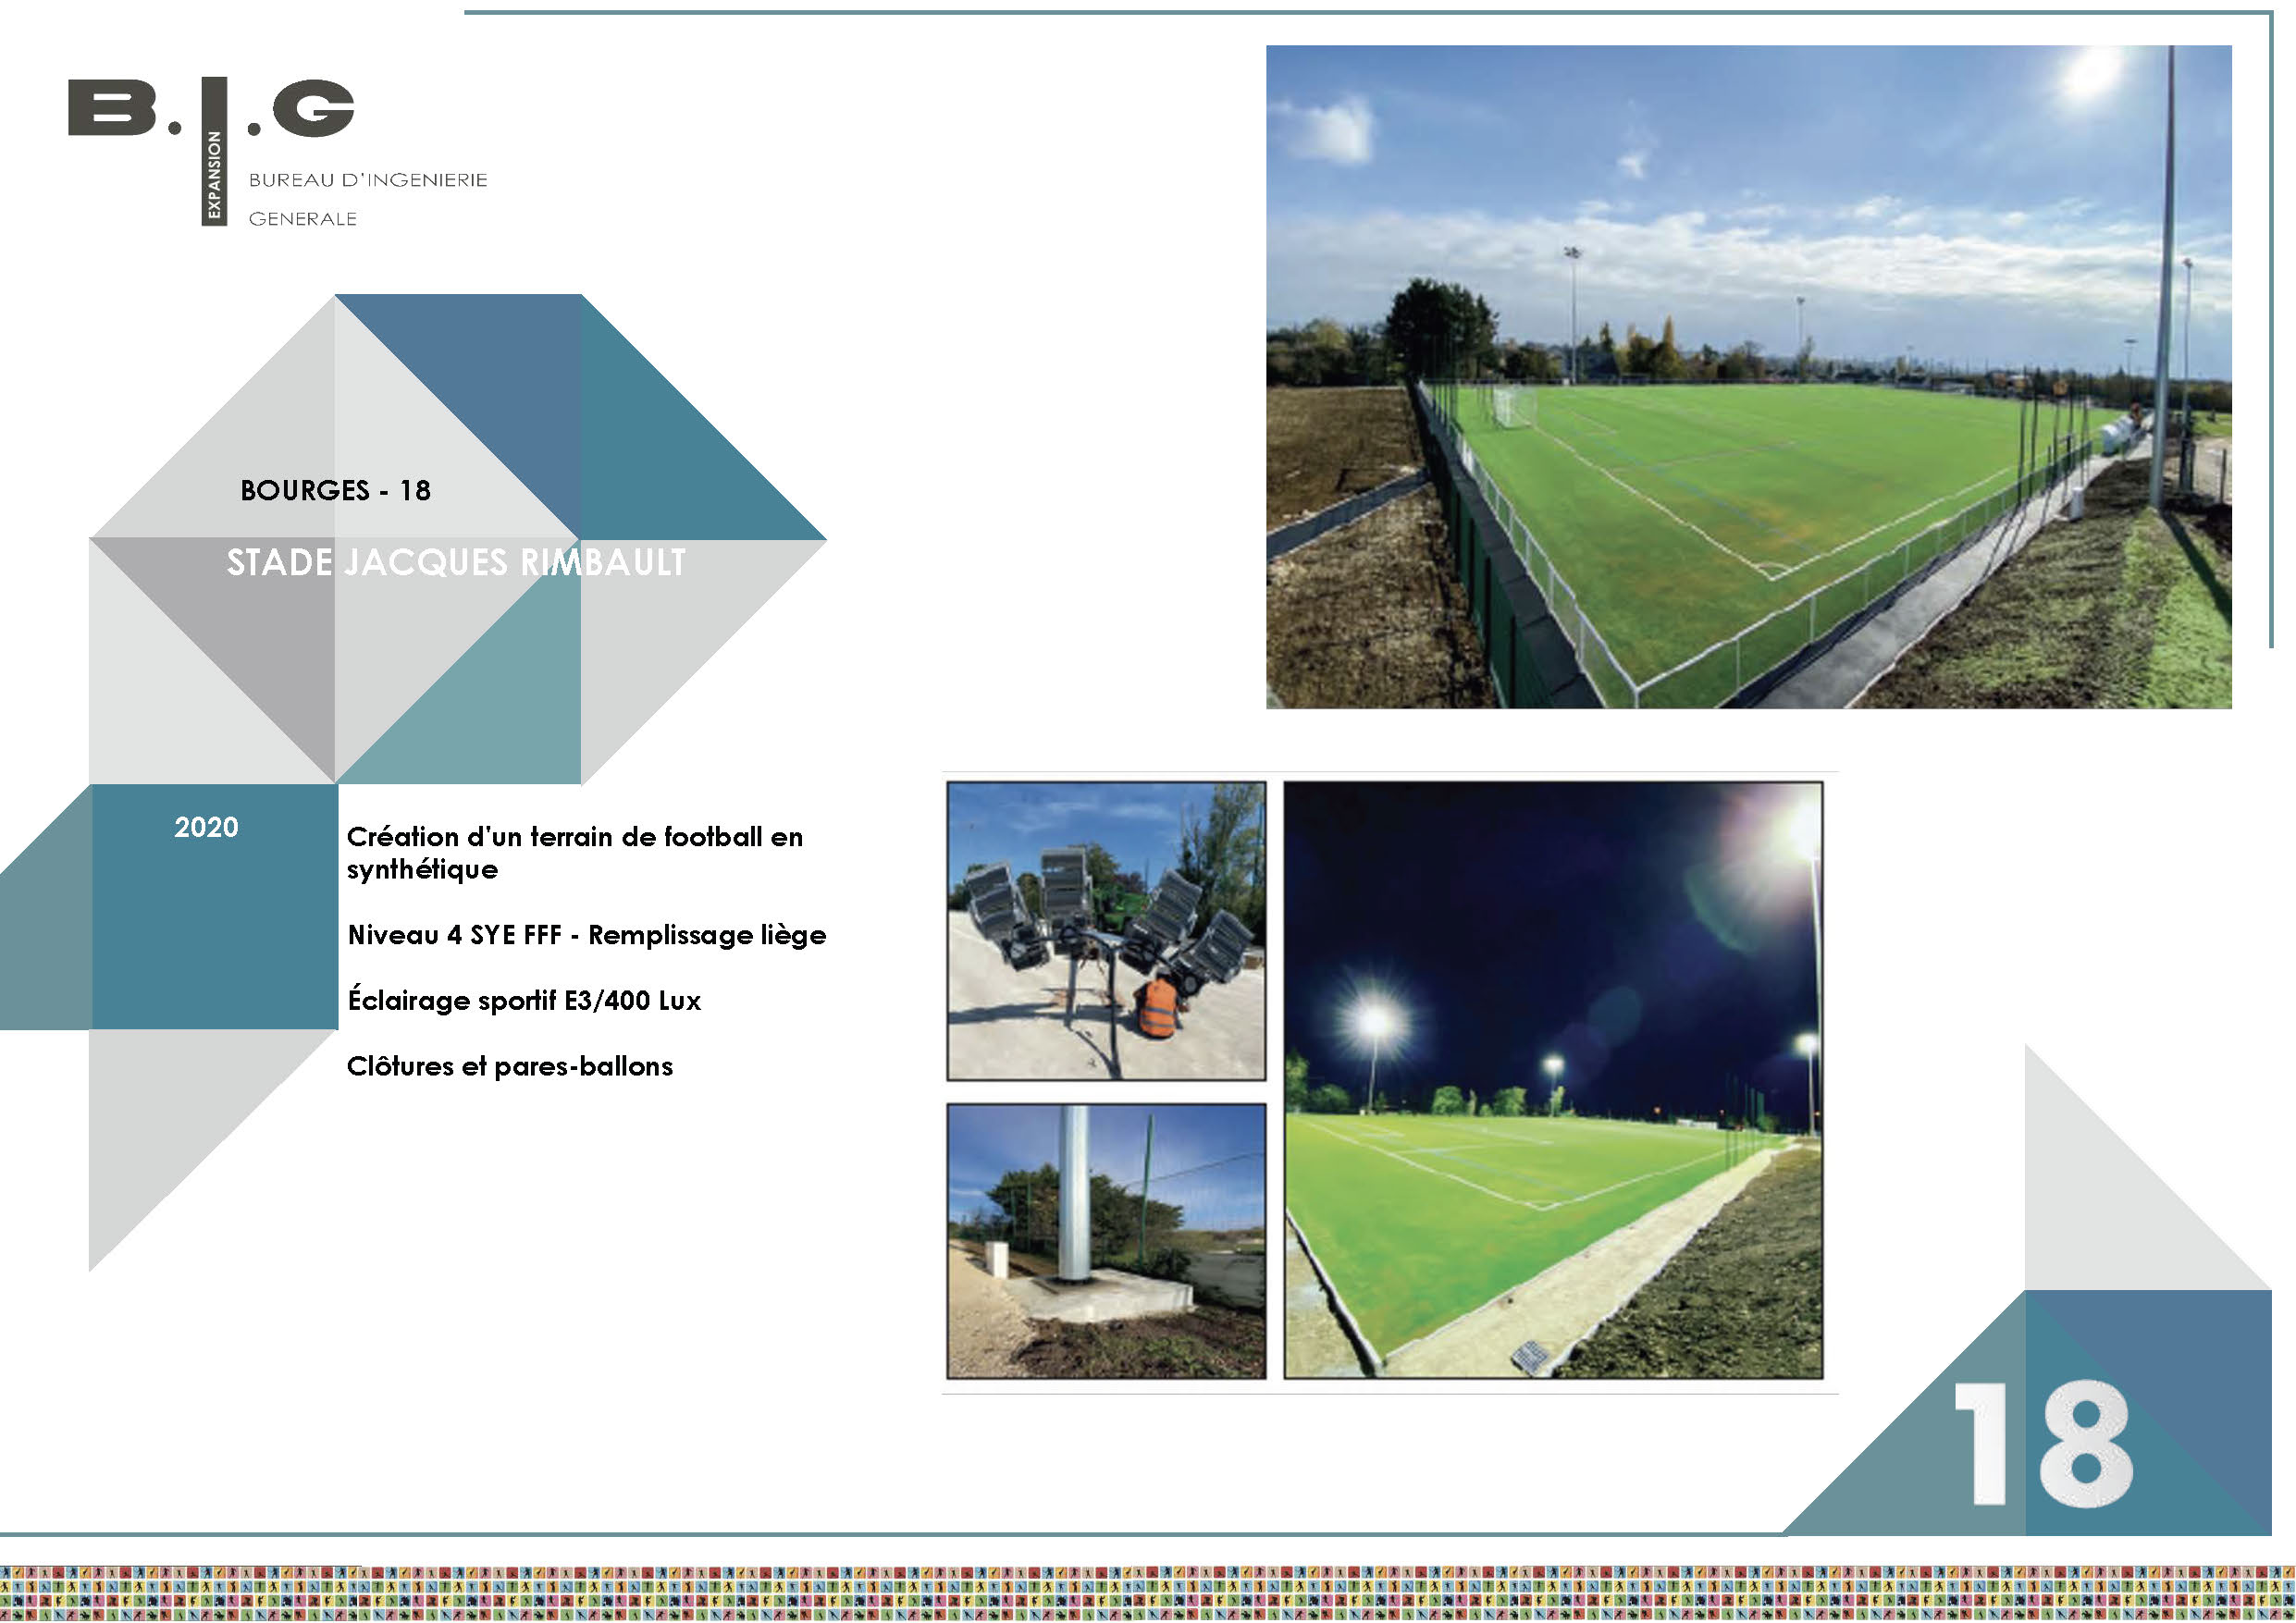 B.I.G
EXPANSION
BUREAU D'INGENIERIE
GENERALE
BOURGES - 18
STADE JACQUES RIMBAULT
2020
Création d'un terrain de football en
synthétique
Niveau 4 SYE FFF - Remplissage liège
Éclairage sportif E3/400 Lux
Clôtures et pares-ballons
18